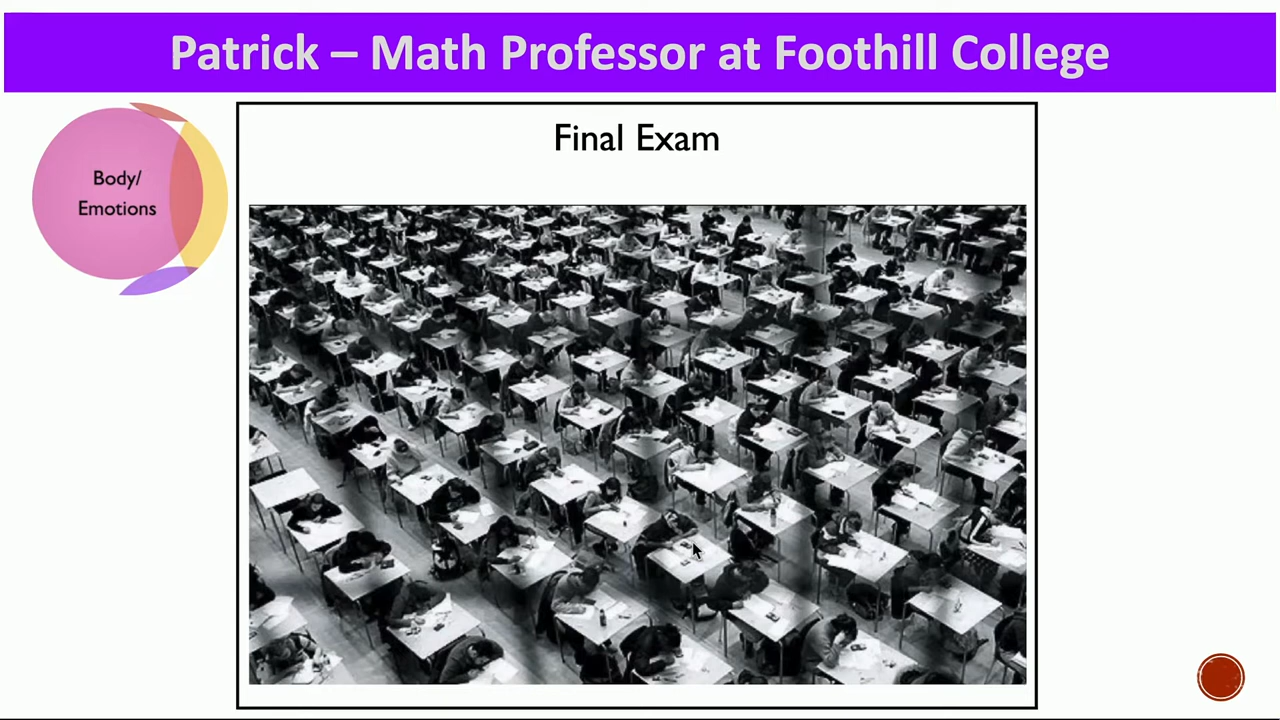 Patrick – Math Professor at Foothill College
Body/
Emotions
Final Exam